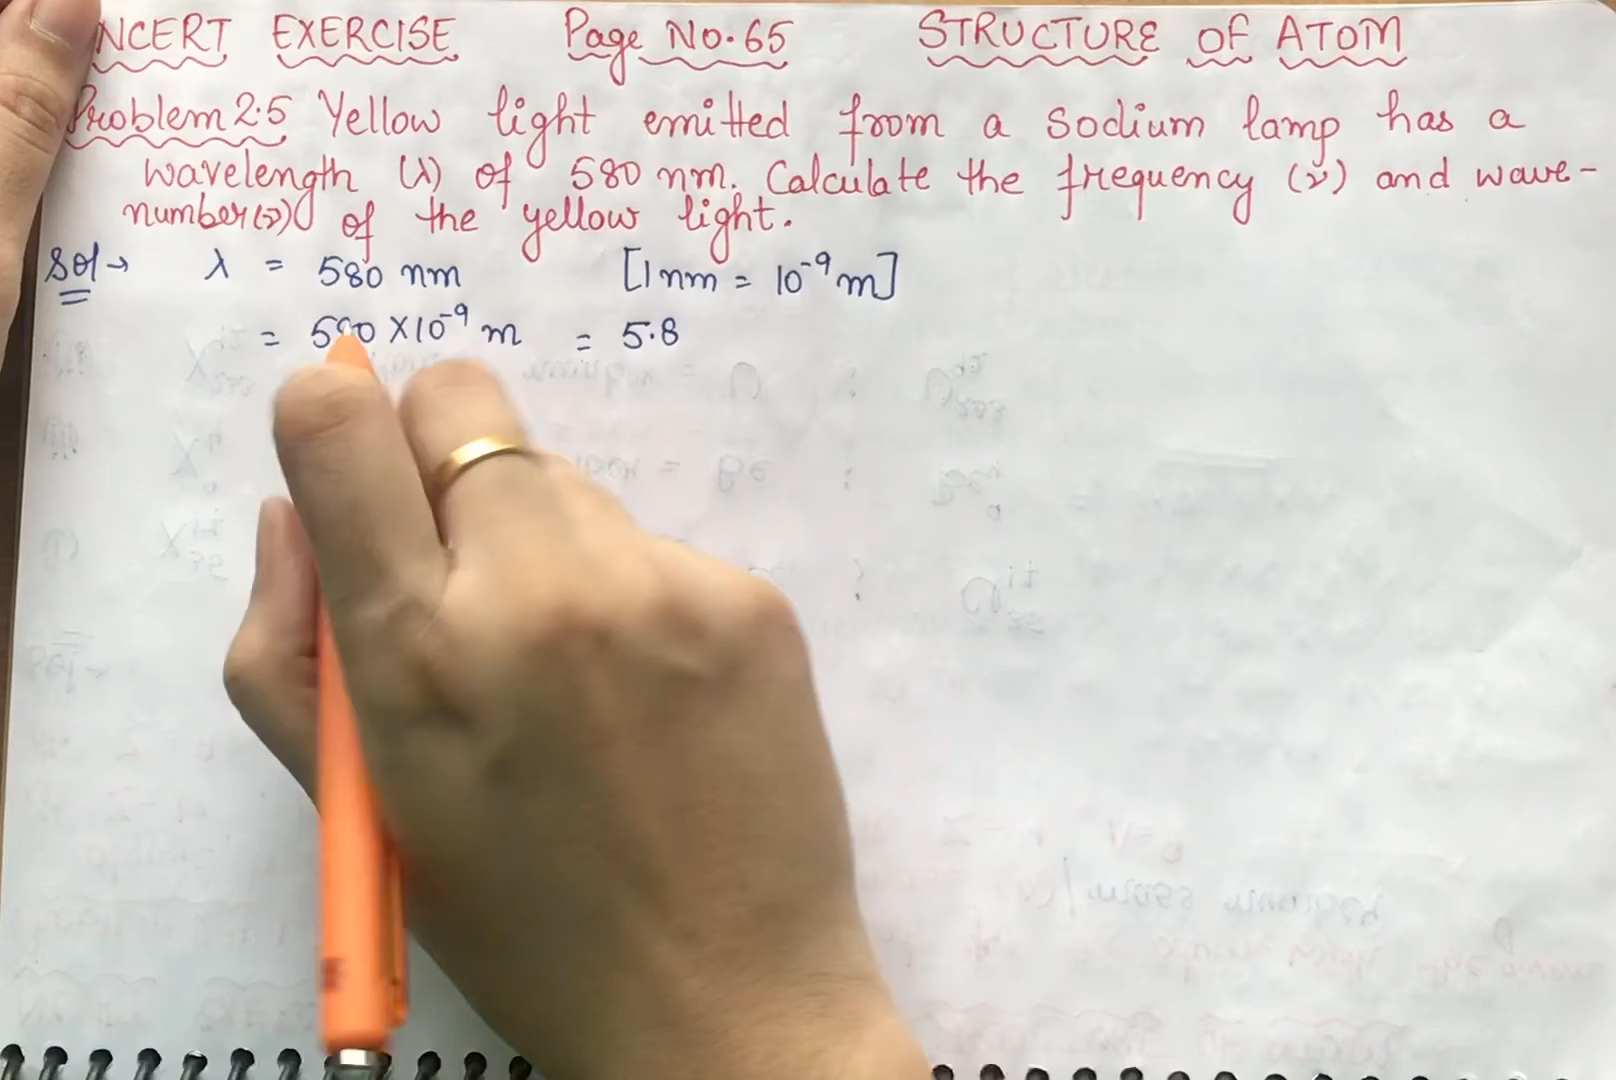 NCERT EXERCISE Page No. 65 STRUCTURE OF ATOM
Problem 2.5 Yellow light emitted from a sodium lamp has a
wavelength (λ) of 580 nm. Calculate the frequency (ν) and wave-
number (ν̄) of the yellow light.
Sol → λ = 580 nm [1 nm = 10⁻⁹ m]
= 580 × 10⁻⁹ m = 5.8